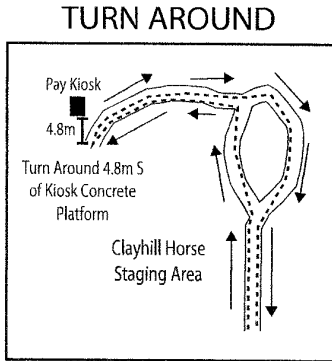 TURN AROUND
Pay Kiosk
4.8m
Turn Around 4.8m S
of Kiosk Concrete
Platform
Clayhill Horse
Staging Area